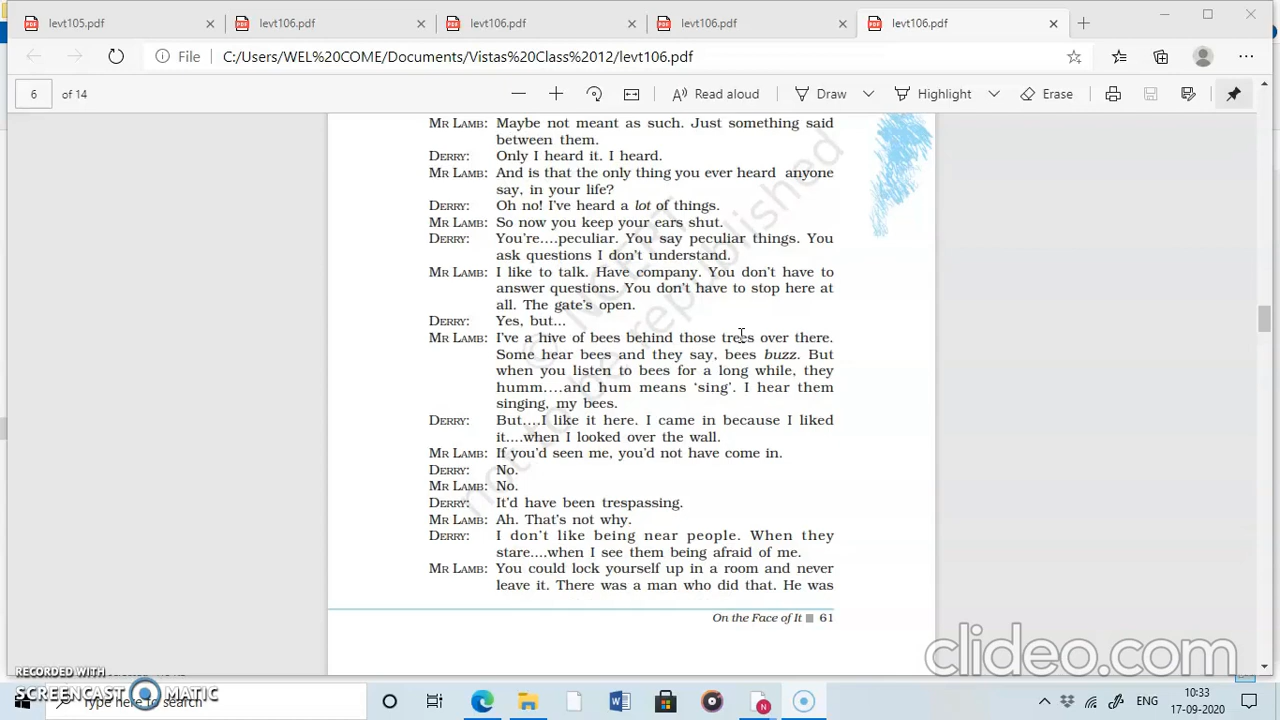 levt105.pdf levt106.pdf levt106.pdf levt106.pdf levt106.pdf
File C:/Users/WEL%20COME/Documents/Vistas%20Class%2012/levt106.pdf
6 of 14 Read aloud Draw Highlight Erase
MR LAMB: Maybe not meant as such. Just something said
between them.
DERRY: Only I heard it. I heard.
MR LAMB: And is that the only thing you ever heard anyone
say, in your life?
DERRY: Oh no! I've heard a lot of things.
MR LAMB: So now you keep your ears shut.
DERRY: You're....peculiar. You say peculiar things. You
ask questions I don't understand.
MR LAMB: I like to talk. Have company. You don't have to
answer questions. You don't have to stop here at
all. The gate's open.
DERRY: Yes, but...
MR LAMB: I've a hive of bees behind those trees over there.
Some hear bees and they say, bees buzz. But
when you listen to bees for a long while, they
humm....and hum means ‘sing’. I hear them
singing, my bees.
DERRY: But....I like it here. I came in because I liked
it....when I looked over the wall.
MR LAMB: If you'd seen me, you'd not have come in.
DERRY: No.
MR LAMB: No.
DERRY: It'd have been trespassing.
MR LAMB: Ah. That's not why.
DERRY: I don't like being near people. When they
stare....when I see them being afraid of me.
MR LAMB: You could lock yourself up in a room and never
leave it. There was a man who did that. He was
On the Face of It 61
© NCERT
not to be republished
clideo.com
RECORDED WITH
SCREENCAST MATIC
Type here to search
ENG 10:33
17-09-2020